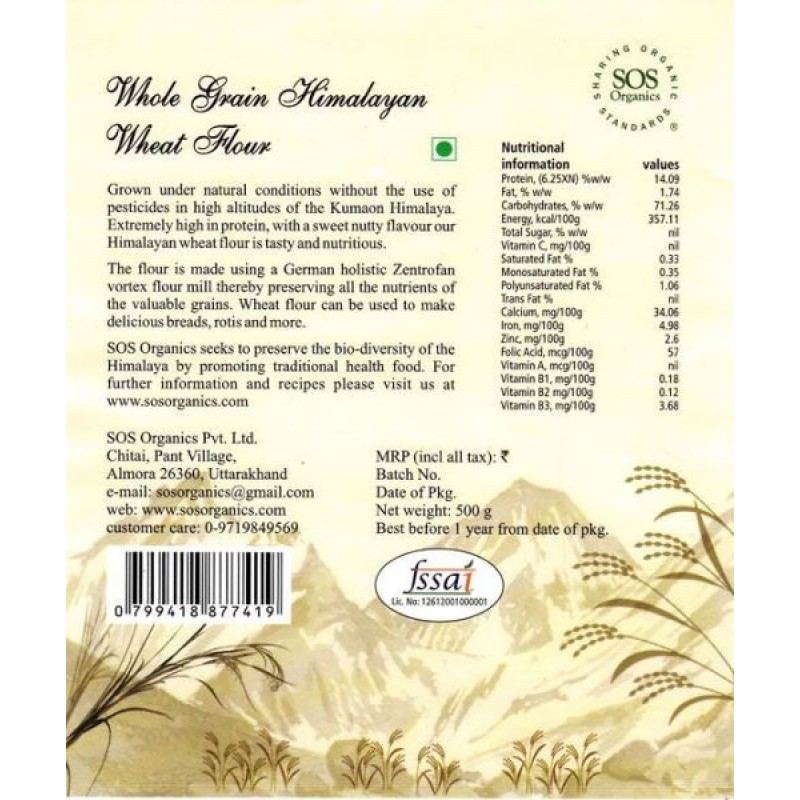 Whole Grain Himalayan
Wheat Flour
SHARING ORGANIC STANDARDS ®
SOS
Organics
Grown under natural conditions without the use of
pesticides in high altitudes of the Kumaon Himalaya.
Extremely high in protein, with a sweet nutty flavour our
Himalayan wheat flour is tasty and nutritious.
The flour is made using a German holistic Zentrofan
vortex flour mill thereby preserving all the nutrients of
the valuable grains. Wheat flour can be used to make
delicious breads, rotis and more.
SOS Organics seeks to preserve the bio-diversity of the
Himalaya by promoting traditional health food. For
further information and recipes please visit us at
www.sosorganics.com
Nutritional
information values
Protein, (6.25XN) %w/w 14.09
Fat, % w/w 1.74
Carbohydrates, % w/w 71.26
Energy, kcal/100g 357.11
Total Sugar, % w/w nil
Vitamin C, mg/100g nil
Saturated Fat % 0.33
Monosaturated Fat % 0.35
Polyunsaturated Fat % 1.06
Trans Fat % nil
Calcium, mg/100g 34.06
Iron, mg/100g 4.98
Zinc, mg/100g 2.6
Folic Acid, mcg/100g 57
Vitamin A, mcg/100g nil
Vitamin B1, mg/100g 0.18
Vitamin B2 mg/100g 0.12
Vitamin B3, mg/100g 3.68
SOS Organics Pvt. Ltd.
Chitai, Pant Village,
Almora 26360, Uttarakhand
e-mail: sosorganics@gmail.com
web: www.sosorganics.com
customer care: 0-9719849569
MRP (incl all tax): ₹
Batch No.
Date of Pkg.
Net weight: 500 g
Best before 1 year from date of pkg.
0 799418 877419
fssai
Lic. No: 12612001000001